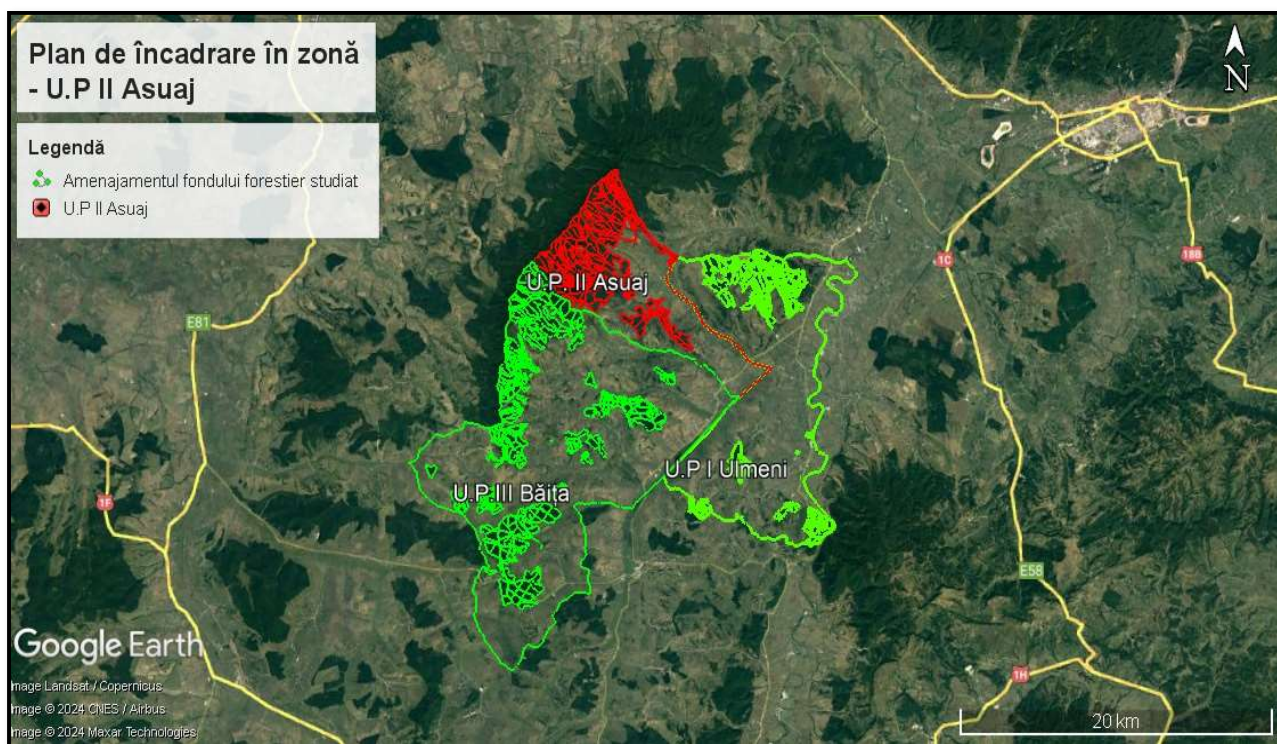 Plan de încadrare în zonă
- U.P II Asuaj
Legendă
Amenajamentul fondului forestier studiat
U.P II Asuaj
N
1C
18B
E81
U.P. II Asuaj
U.P I Ulmeni
U.P.III Băița
1F
E58
1H
Google Earth
Image Landsat / Copernicus
Image © 2024 CNES / Airbus
Image © 2024 Maxar Technologies
20 km